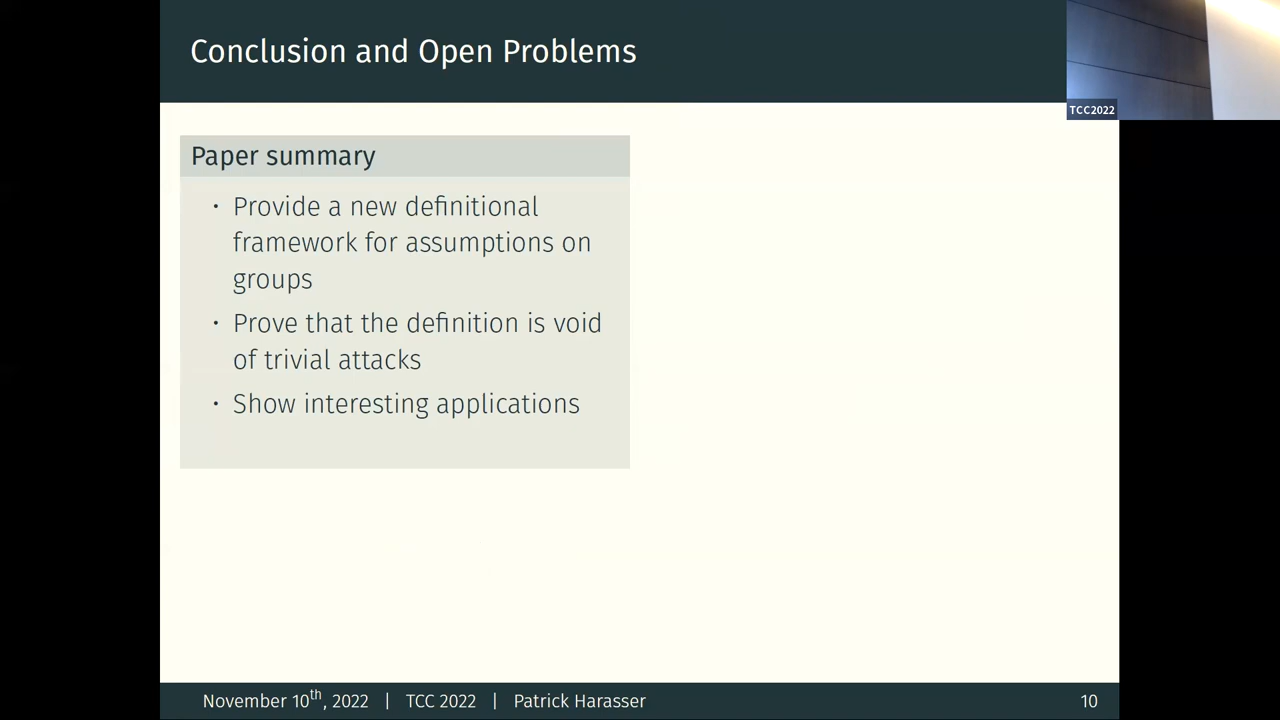 Conclusion and Open Problems
TCC2022
Paper summary
· Provide a new definitional
framework for assumptions on
groups
· Prove that the definition is void
of trivial attacks
· Show interesting applications
November 10th, 2022 | TCC 2022 | Patrick Harasser
10